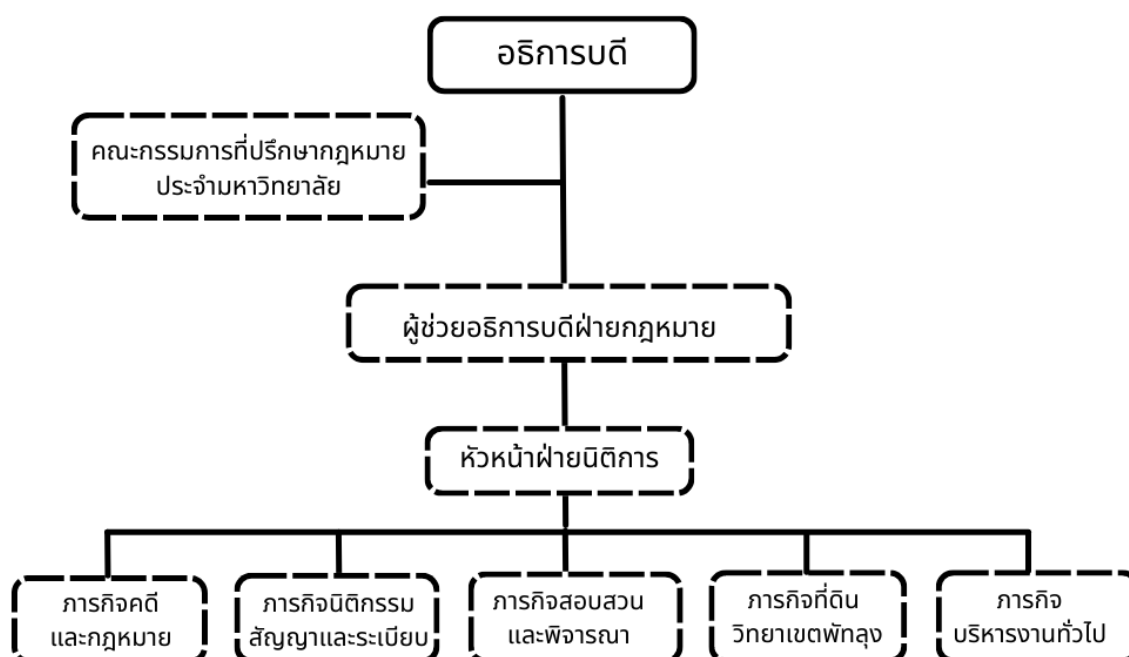 อธิการบดี
คณะกรรมการที่ปรึกษากฎหมาย
ประจำมหาวิทยาลัย
ผู้ช่วยอธิการบดีฝ่ายกฎหมาย
หัวหน้าฝ่ายนิติการ
ภารกิจคดี
และกฎหมาย
ภารกิจนิติกรรม
สัญญาและระเบียบ
ภารกิจสอบสวน
และพิจารณา
ภารกิจที่ดิน
วิทยาเขตพัทลุง
ภารกิจ
บริหารงานทั่วไป